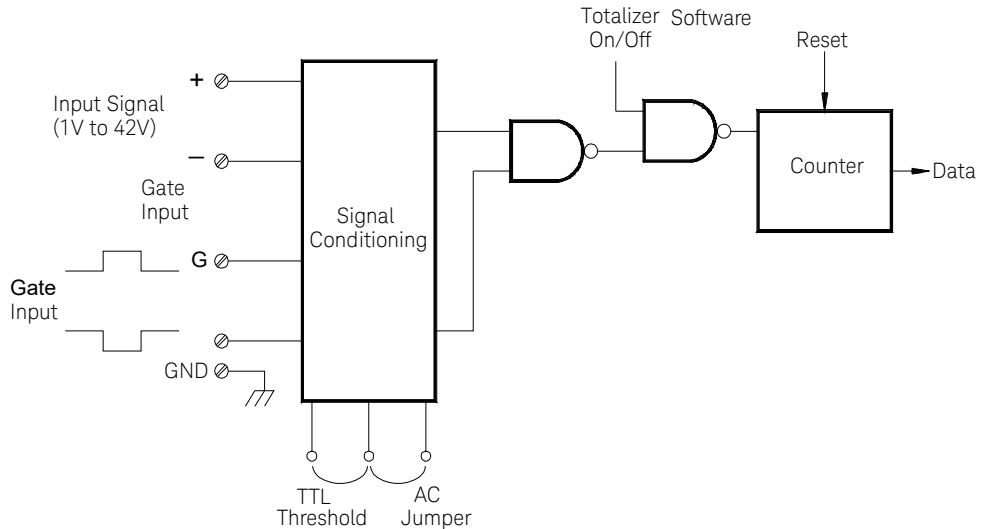 Totalizer Software
On/Off
Reset
+
Input Signal
(1V to 42V)
−
Gate
Input
Signal
Conditioning
Counter
Data
G
Gate
Input
GND
TTL
Threshold
AC
Jumper